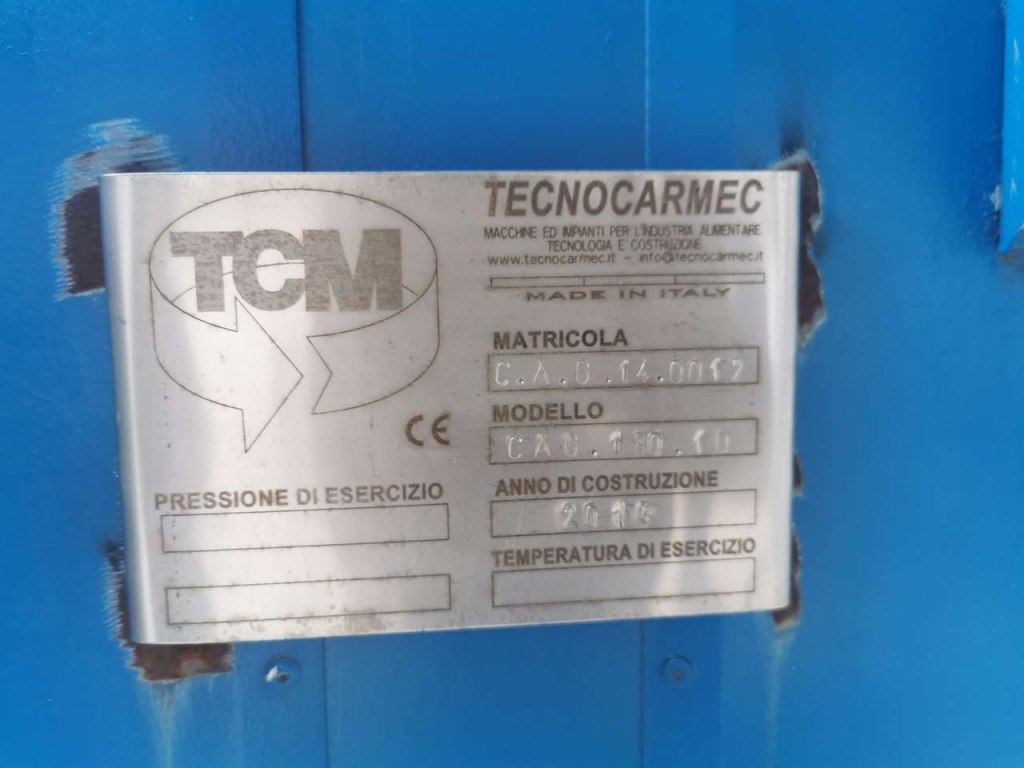 TCM
TECNOCARMEC
MACCHINE ED IMPIANTI PER L'INDUSTRIA ALIMENTARE
TECNOLOGIA E COSTRUZIONE
www.tecnocarmec.it - info@tecnocarmec.it
MADE IN ITALY
MATRICOLA
MODELLO
CE
PRESSIONE DI ESERCIZIO
ANNO DI COSTRUZIONE
TEMPERATURA DI ESERCIZIO